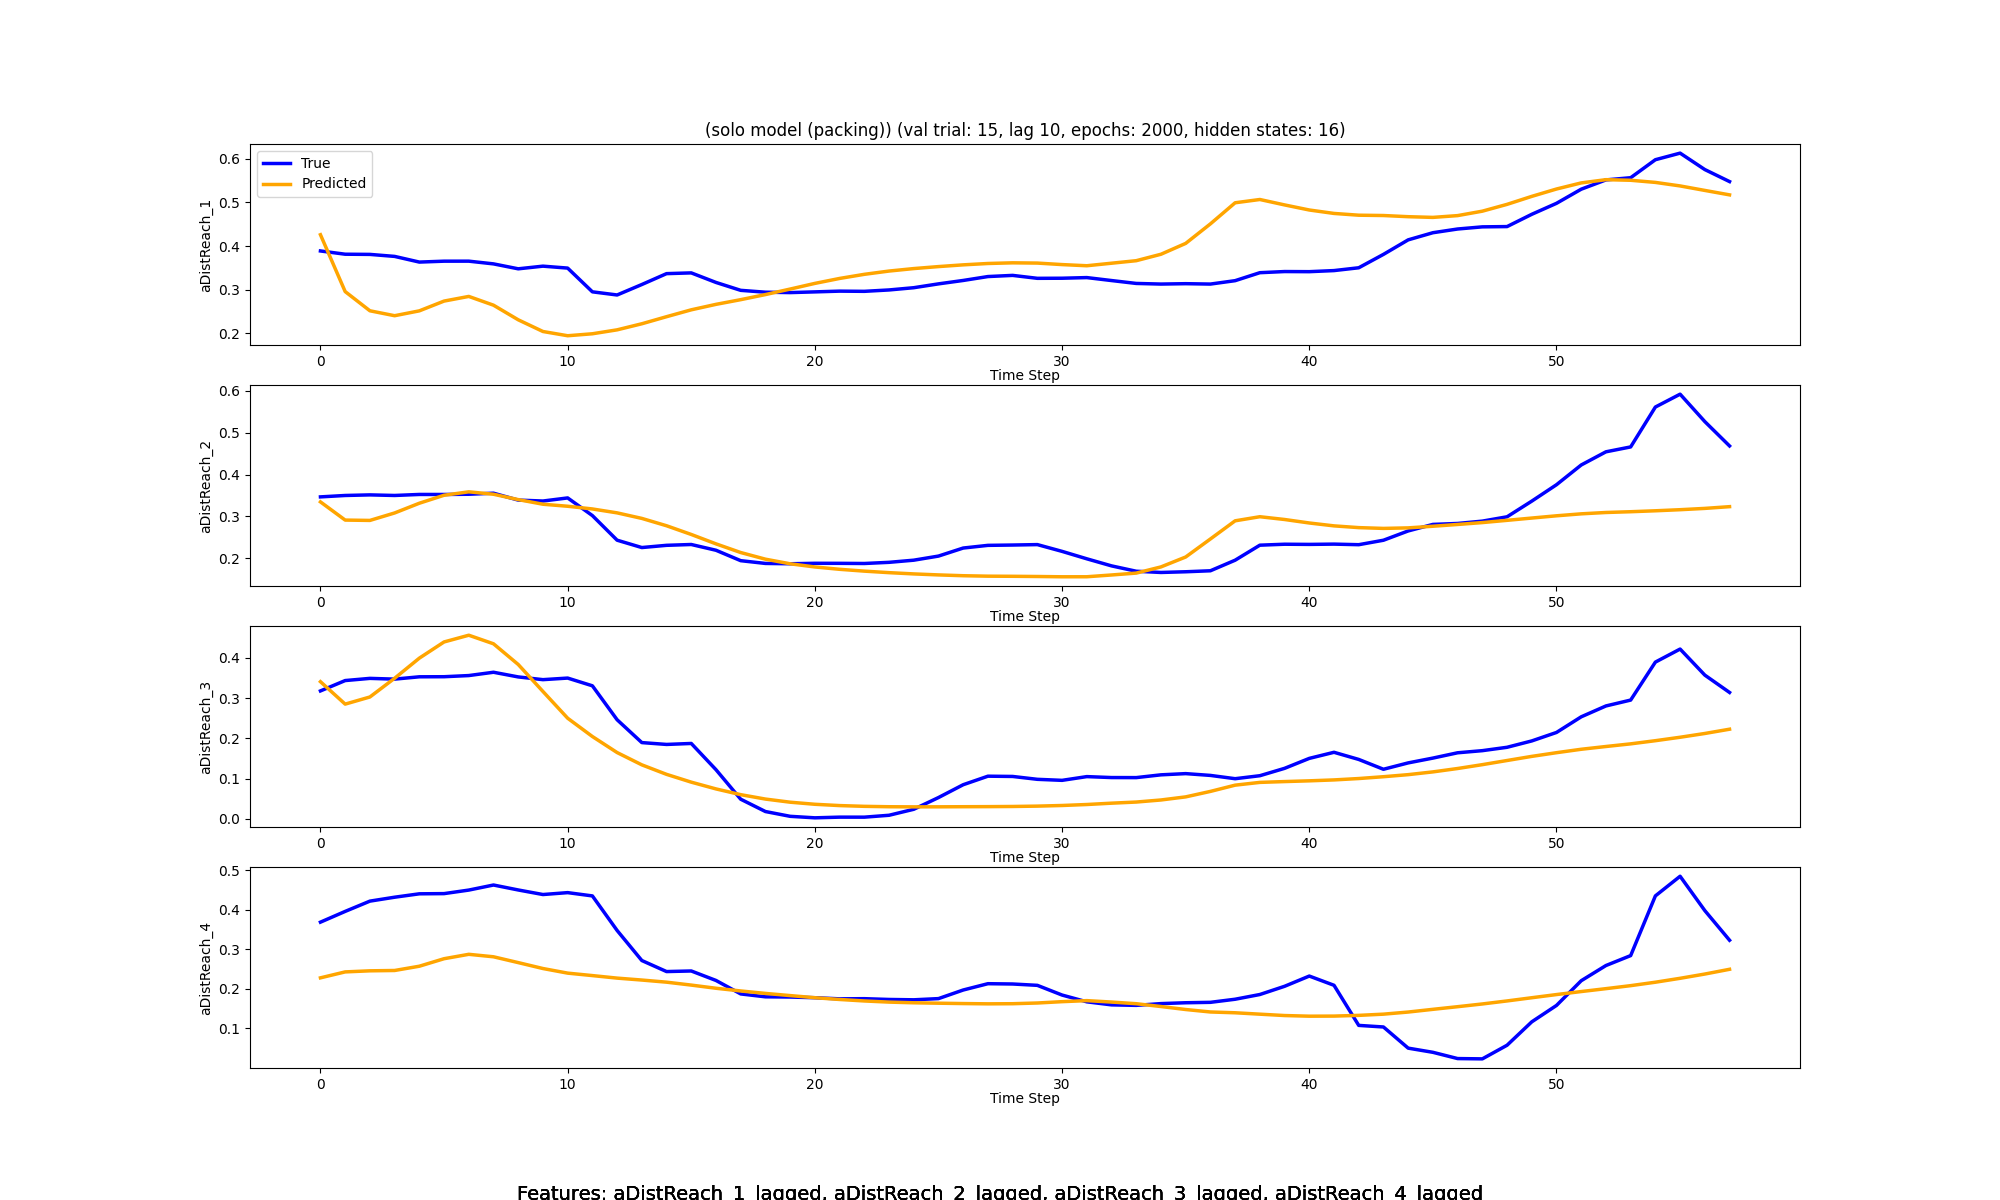 (solo model (packing)) (val trial: 15, lag 10, epochs: 2000, hidden states: 16)
True
Predicted
aDistReach_1
0.6
0.5
0.4
0.3
0.2
0 10 20 30 40 50
Time Step
aDistReach_2
0.6
0.5
0.4
0.3
0.2
0 10 20 30 40 50
Time Step
aDistReach_3
0.4
0.3
0.2
0.1
0.0
0 10 20 30 40 50
Time Step
aDistReach_4
0.5
0.4
0.3
0.2
0.1
0 10 20 30 40 50
Time Step
Features: aDistReach_1_lagged, aDistReach_2_lagged, aDistReach_3_lagged, aDistReach_4_lagged